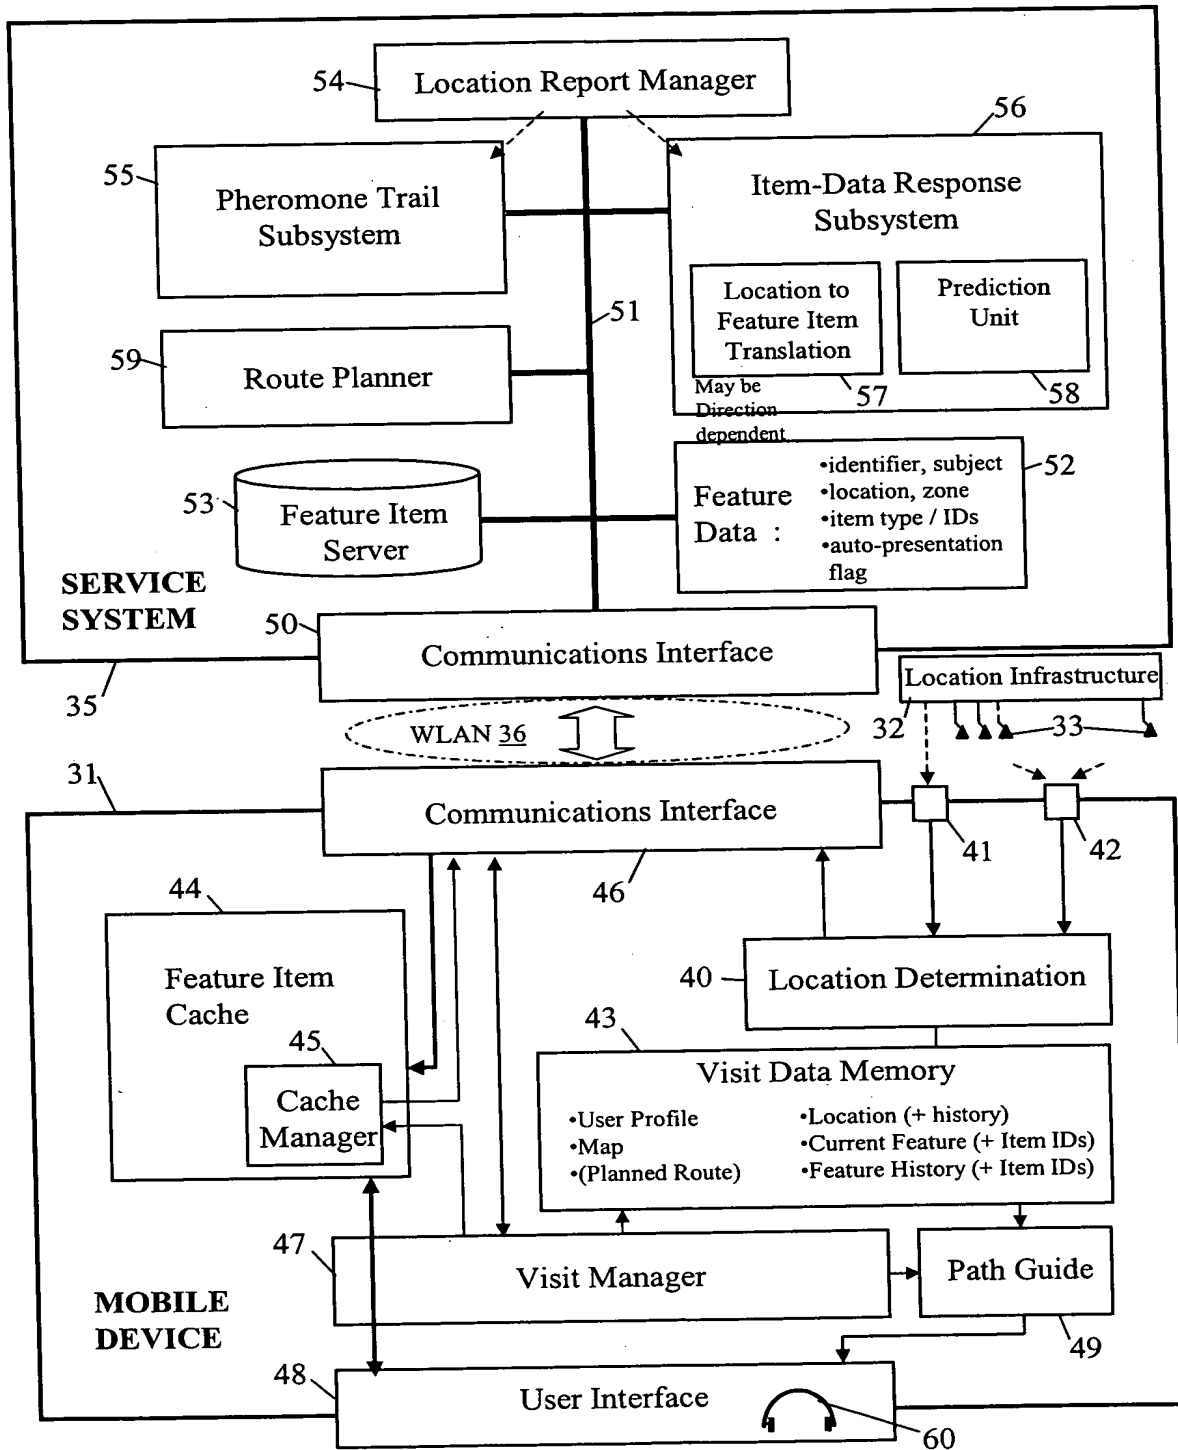 54
Location Report Manager
56
55
Pheromone Trail
Subsystem
Item-Data Response
Subsystem
Location to
Feature Item
Translation
Prediction
Unit
51
59
Route Planner
57
58
May be
Direction
dependent
53
Feature Item
Server
Feature
Data :
•identifier, subject
•location, zone
•item type / IDs
•auto-presentation
flag
52
SERVICE
SYSTEM
50
Communications Interface
35
Location Infrastructure
32
33
WLAN 36
31
Communications Interface
41
42
46
44
Feature Item
Cache
45
Cache
Manager
40
Location Determination
43
Visit Data Memory
•User Profile
•Map
•(Planned Route)
•Location (+ history)
•Current Feature (+ Item IDs)
•Feature History (+ Item IDs)
47
Visit Manager
Path Guide
49
MOBILE
DEVICE
48
User Interface
60